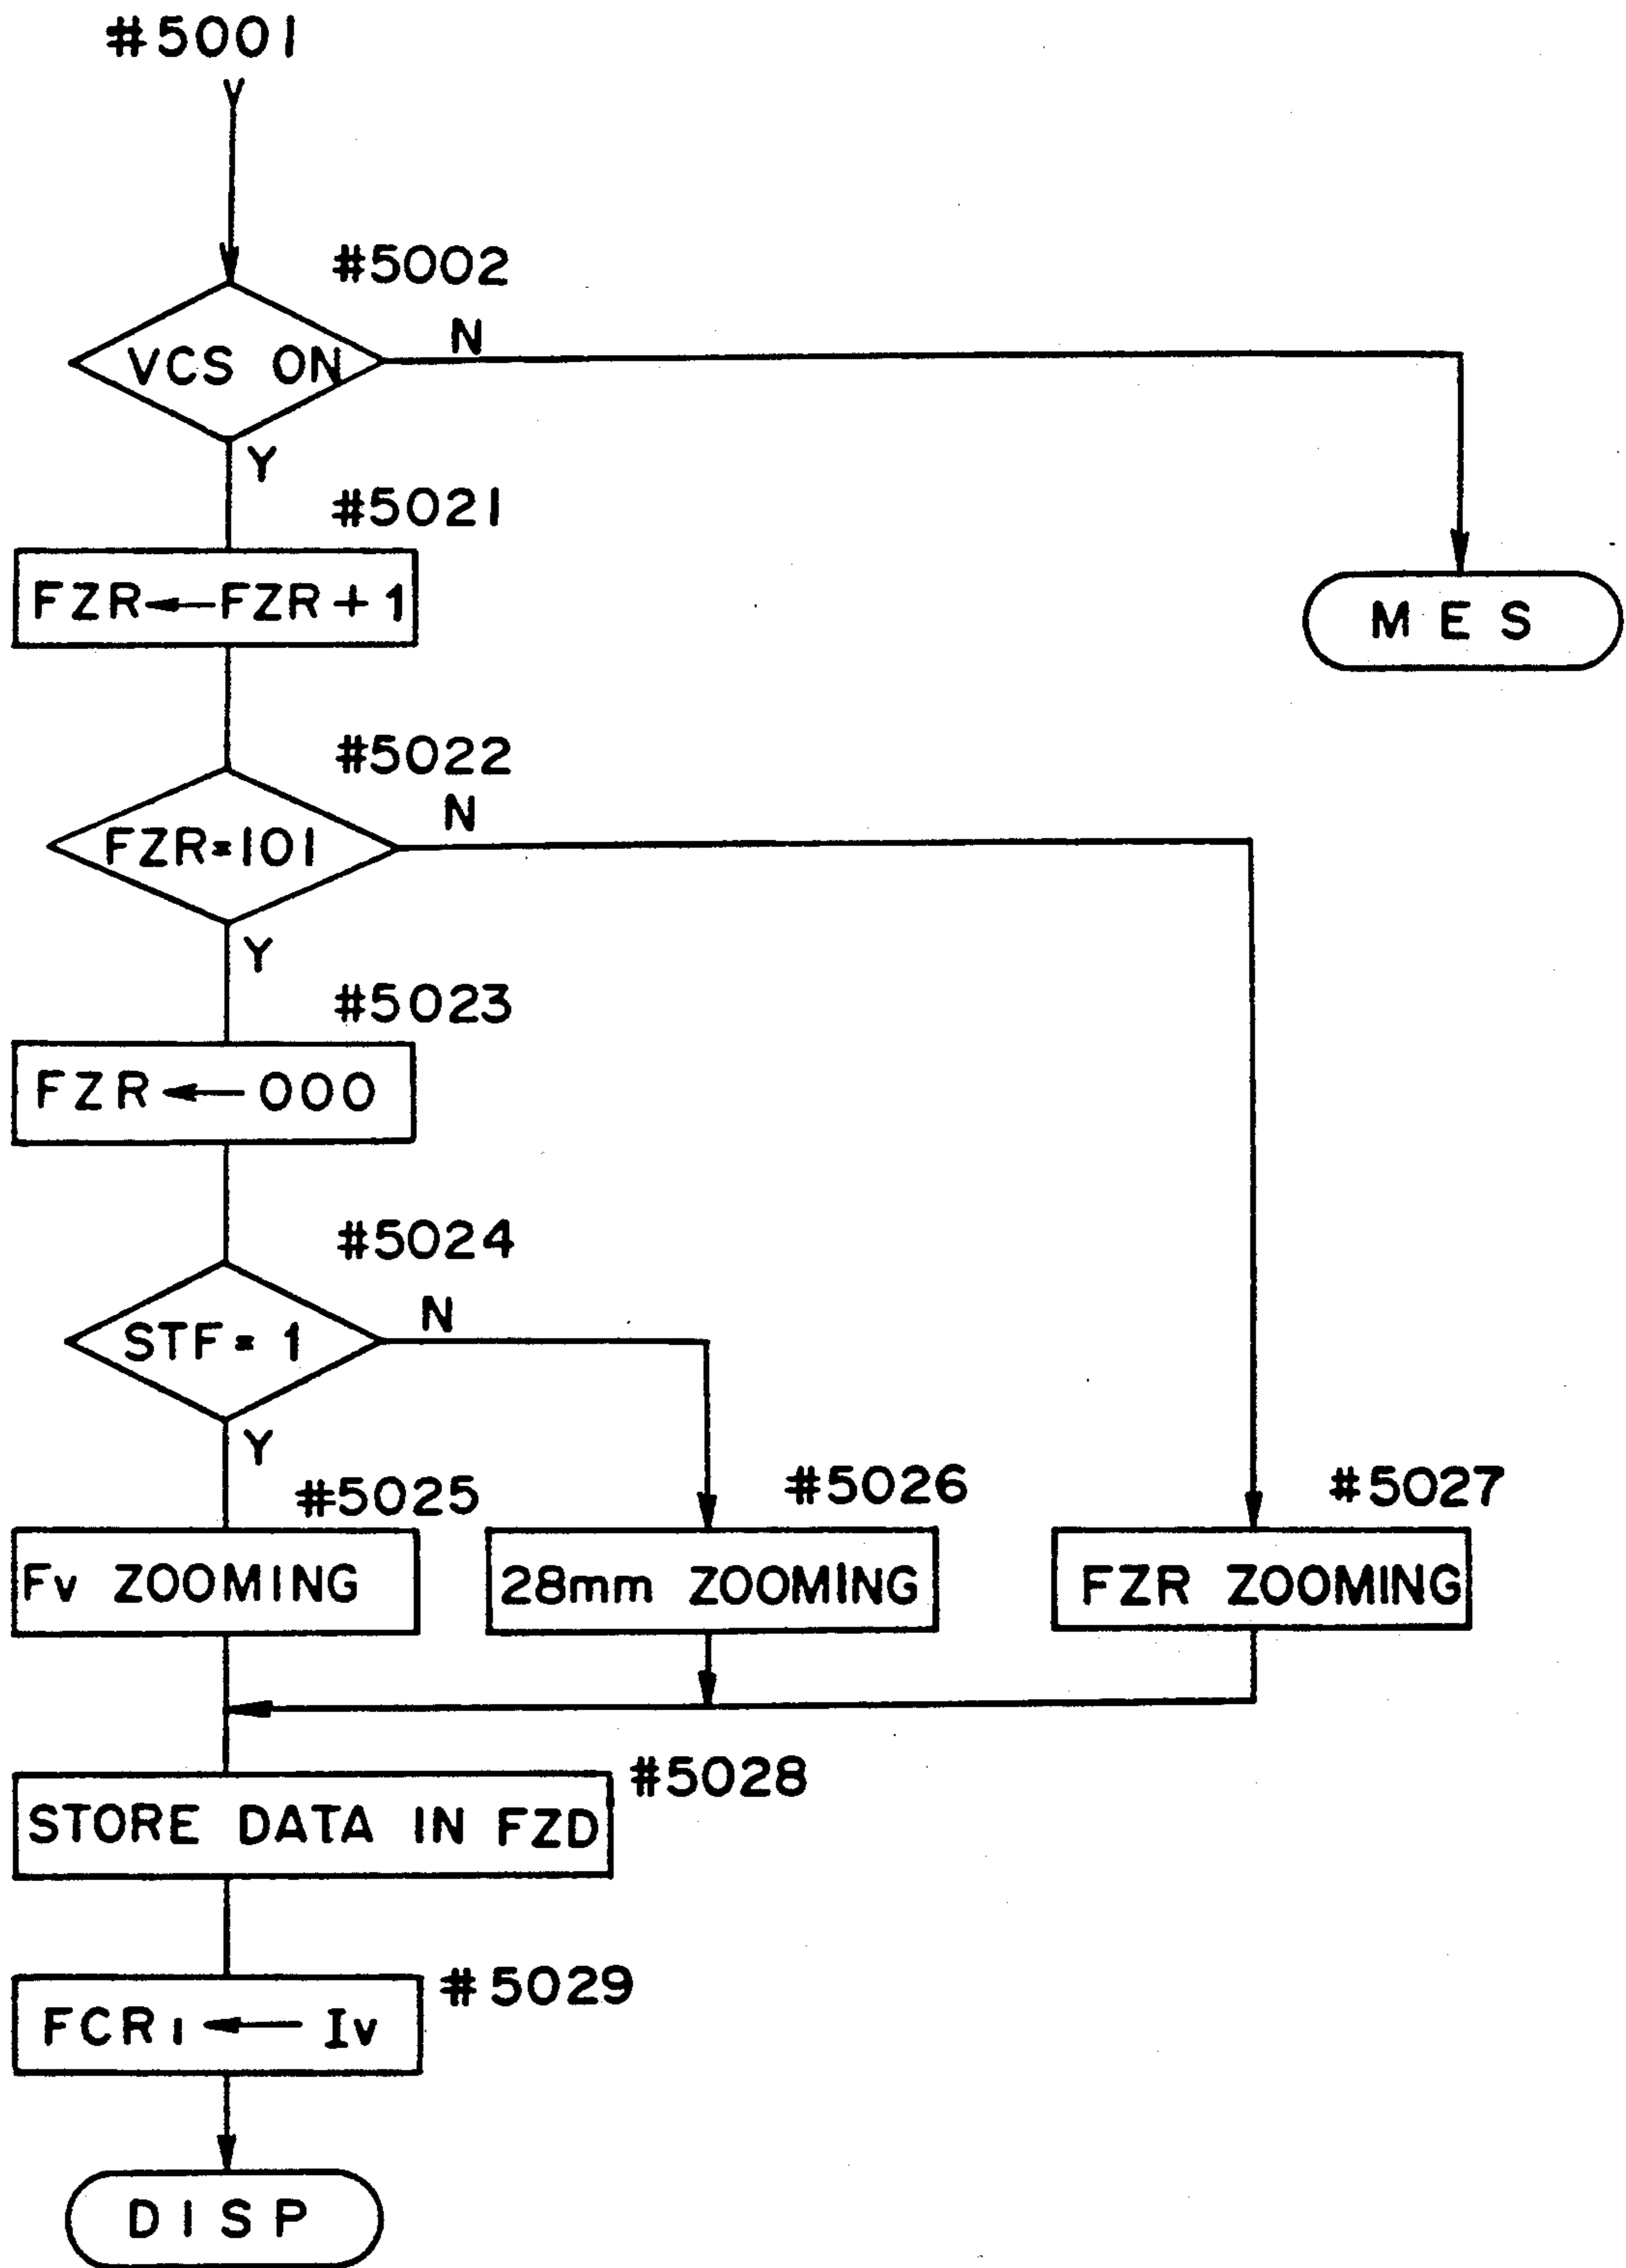 #5001
#5002
VCS ON
N
Y
#5021
FZR←FZR+1
MES
#5022
N
FZR=101
Y
#5023
FZR←000
#5024
N
STF=1
Y
#5025
#5026
#5027
Fv ZOOMING
28mm ZOOMING
FZR ZOOMING
#5028
STORE DATA IN FZD
#5029
FCR1←Iv
DISP